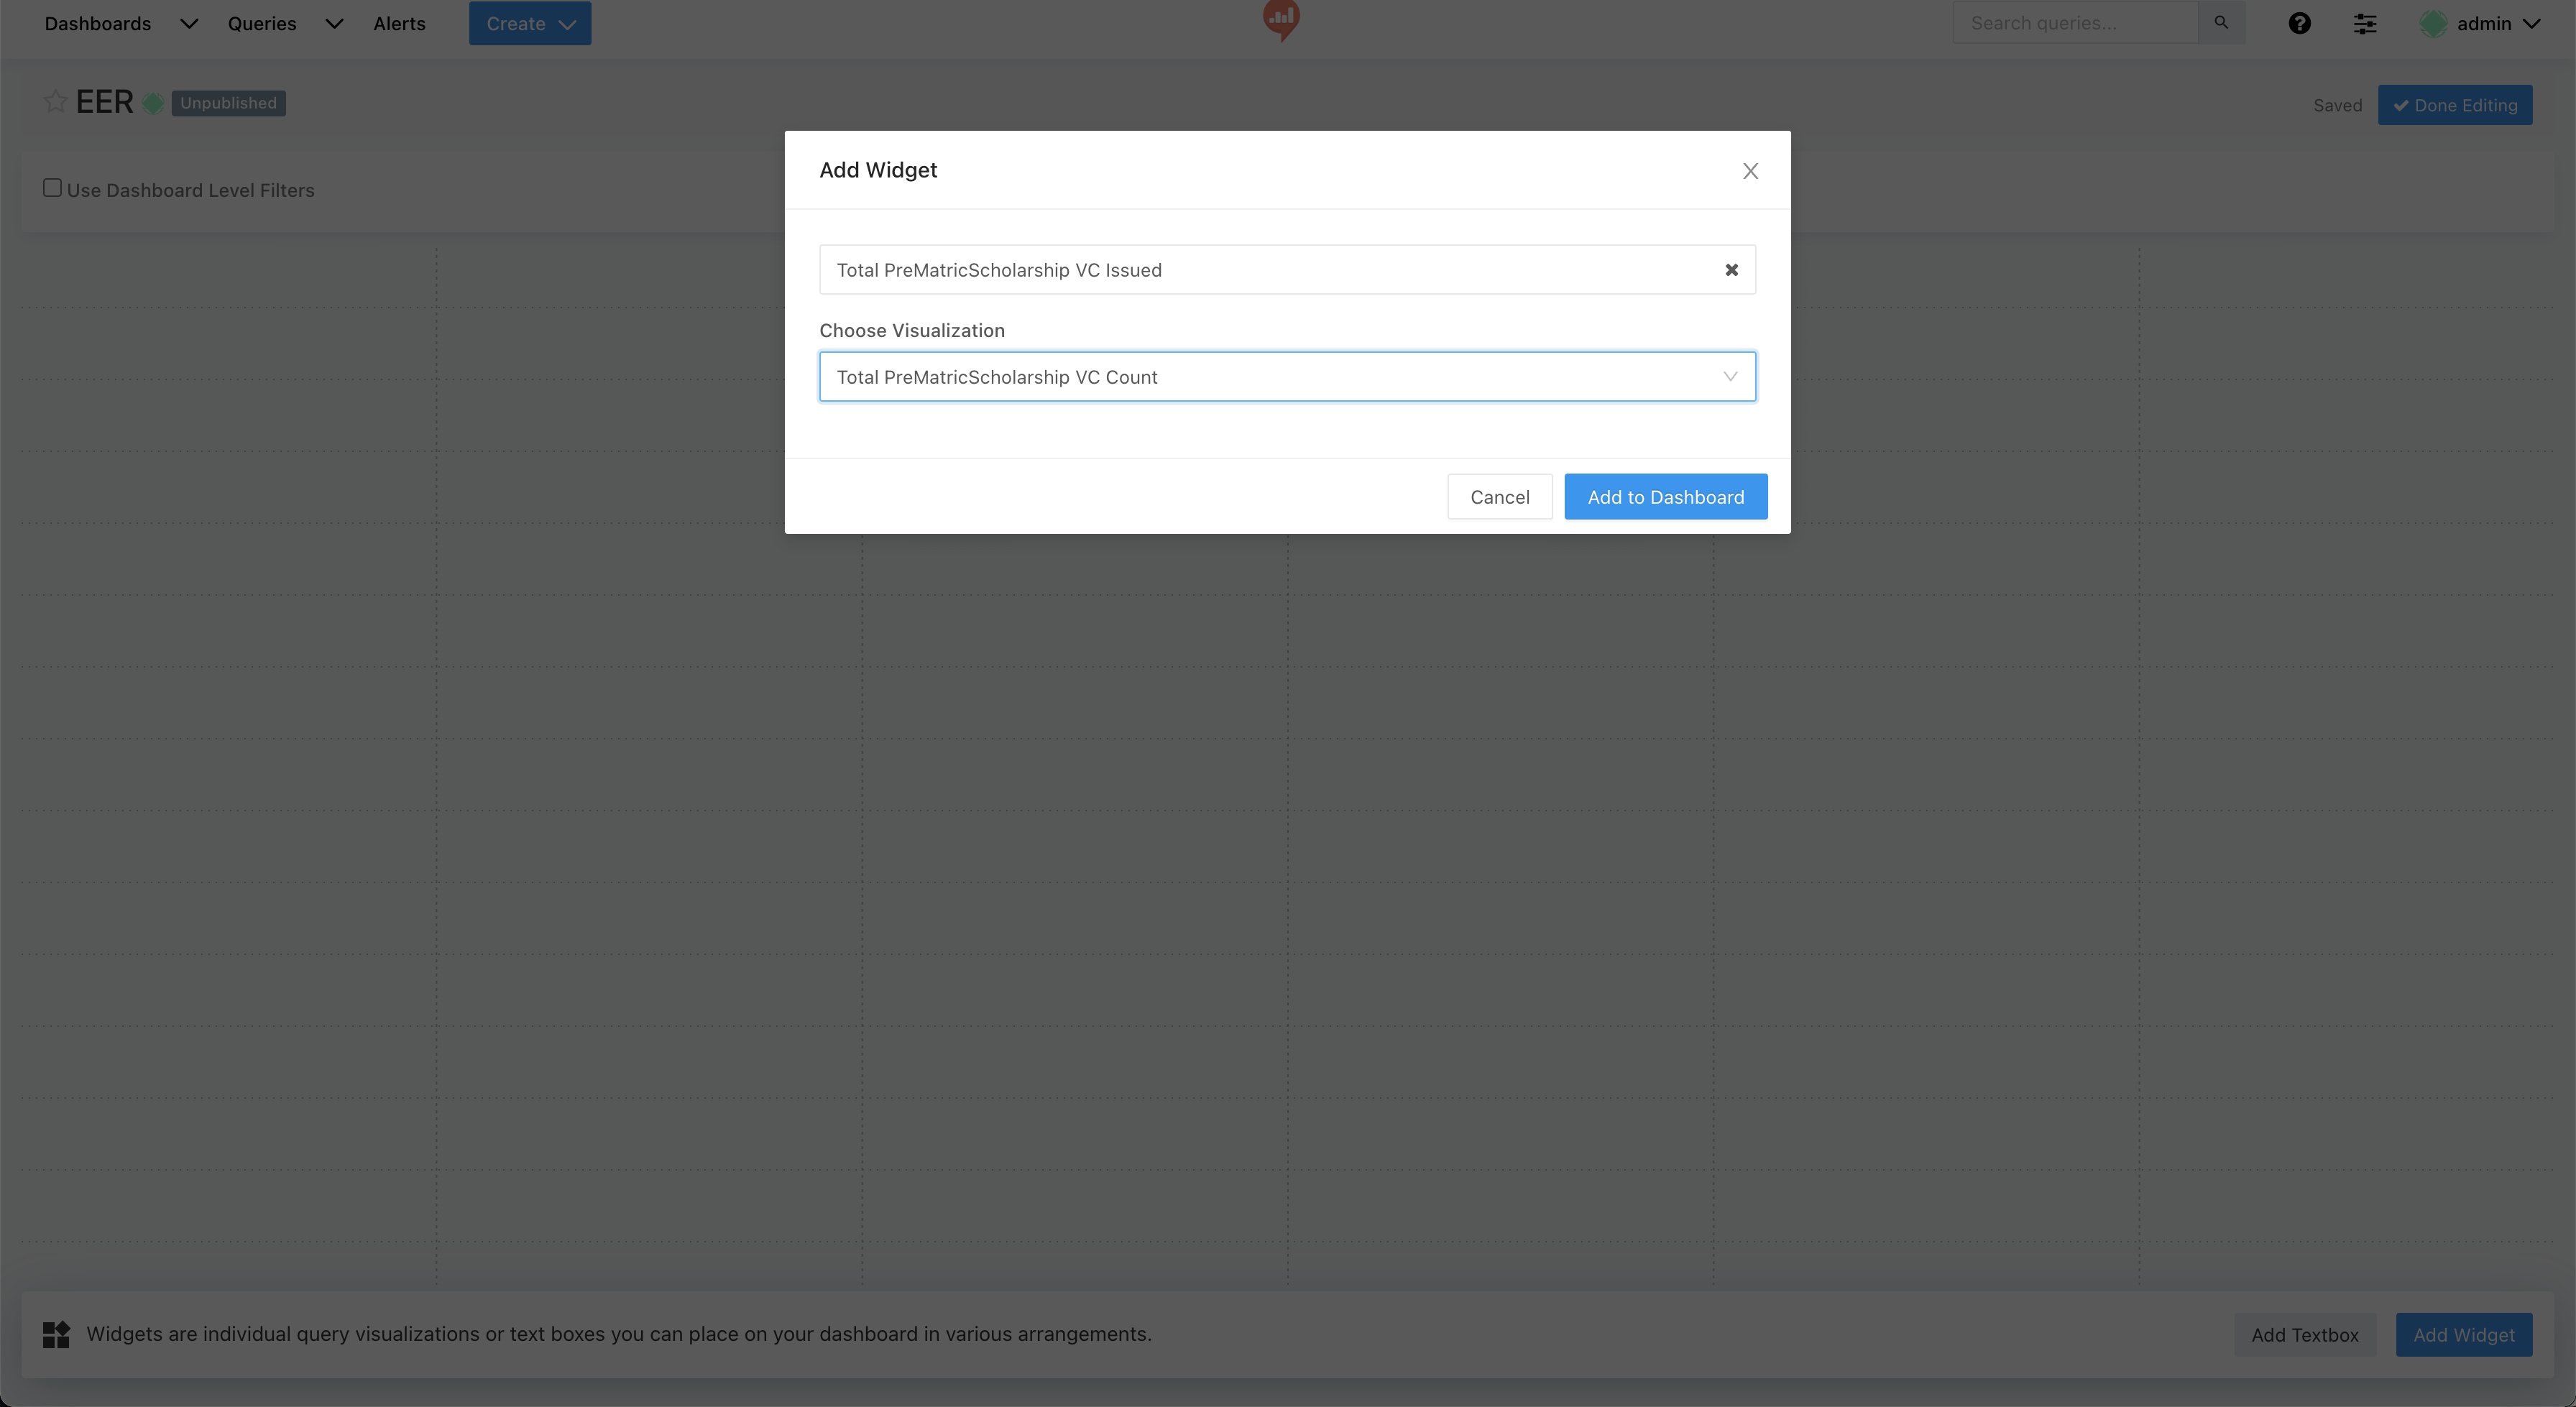 Dashboards Queries Alerts Create Search queries... admin
EER Unpublished Saved Done Editing
Use Dashboard Level Filters
Add Widget
Total PreMatricScholarship VC Issued
Choose Visualization
Total PreMatricScholarship VC Count
Cancel Add to Dashboard
Widgets are individual query visualizations or text boxes you can place on your dashboard in various arrangements. Add Textbox Add Widget